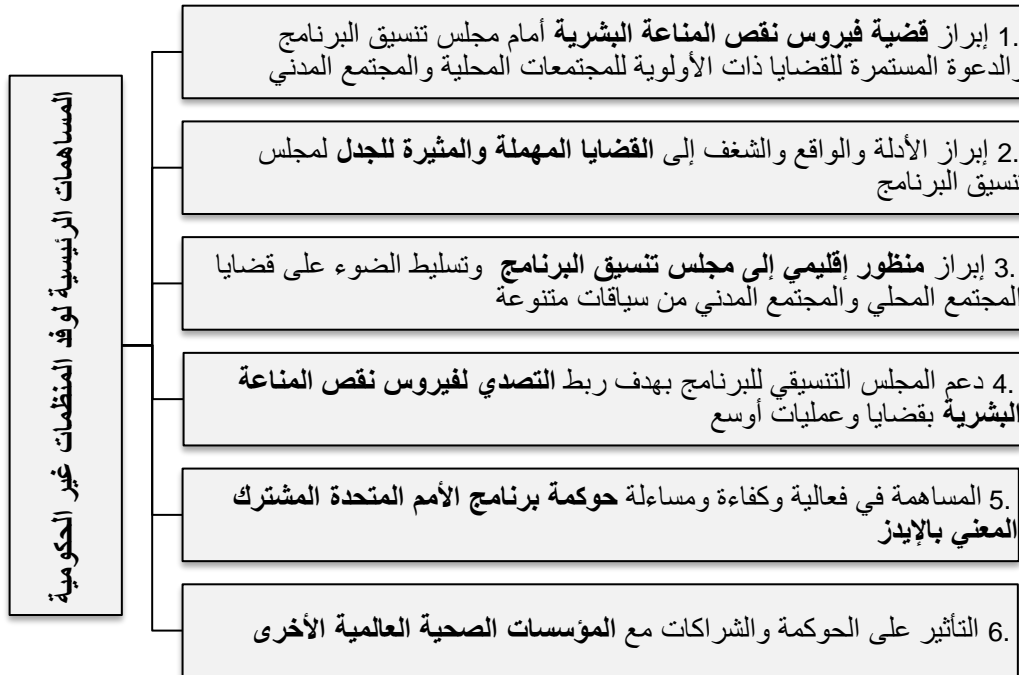 المساهمات الرئيسية لوفد المنظمات غير الحكومية
1. إبراز قضية فيروس نقص المناعة البشرية أمام مجلس تنسيق البرنامج
والدعوة المستمرة للقضايا ذات الأولوية للمجتمعات المحلية والمجتمع المدني
2. إبراز الأدلة والواقع والشغف إلى القضايا المهملة والمثيرة للجدل لمجلس
تنسيق البرنامج
3. إبراز منظور إقليمي إلى مجلس تنسيق البرنامج وتسليط الضوء على قضايا
المجتمع المحلي والمجتمع المدني من سياقات متنوعة
4. دعم المجلس التنسيقي للبرنامج بهدف ربط التصدي لفيروس نقص المناعة
البشرية بقضايا وعمليات أوسع
5. المساهمة في فعالية وكفاءة ومساءلة حوكمة برنامج الأمم المتحدة المشترك
المعني بالإيدز
6. التأثير على الحوكمة والشراكات مع المؤسسات الصحية العالمية الأخرى